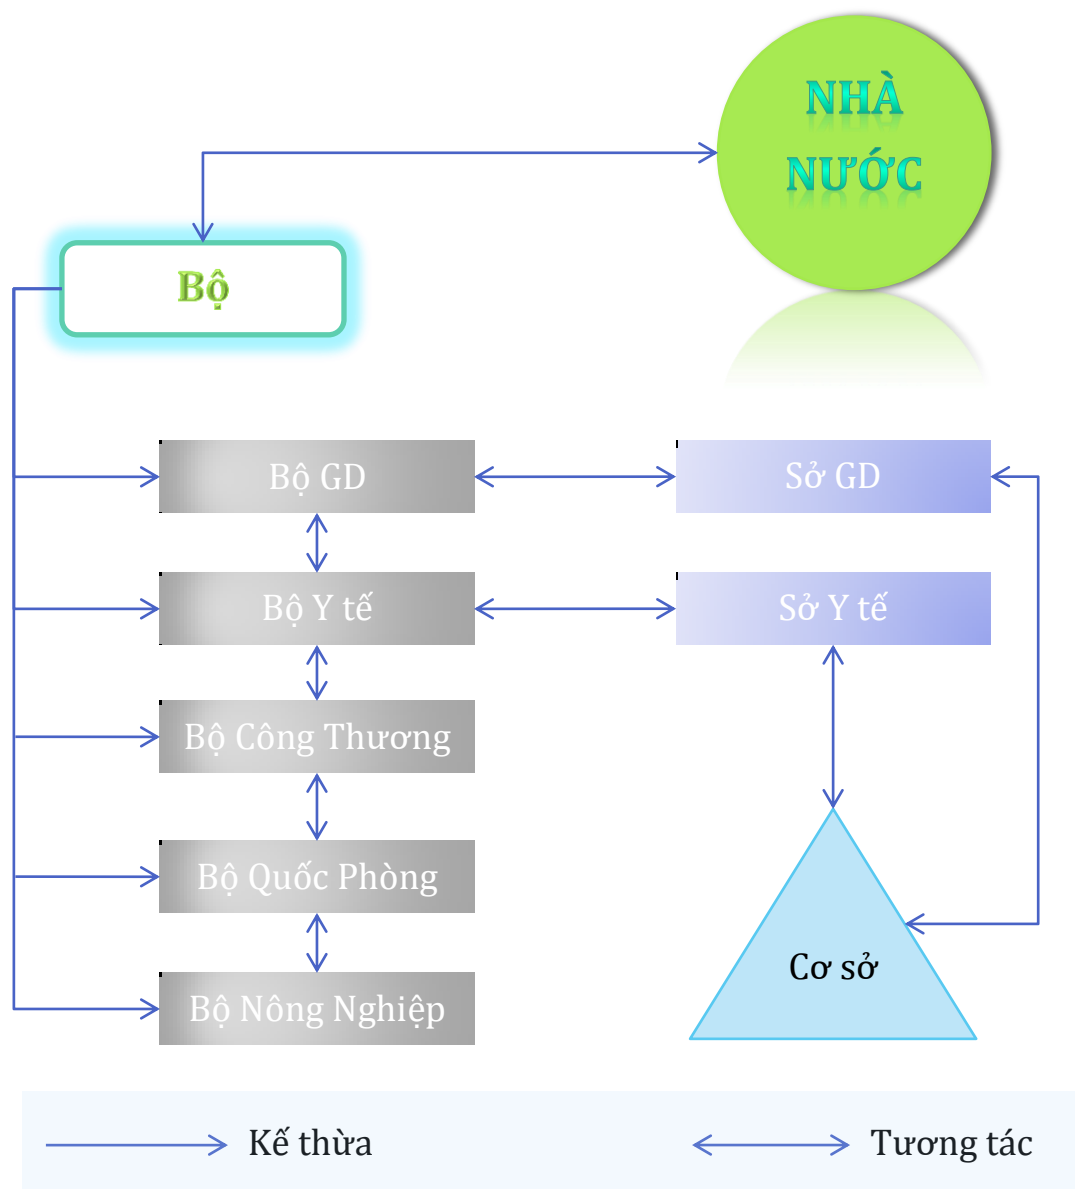 NHÀ
NƯỚC
Bộ
Bộ GD
Sở GD
Bộ Y tế
Sở Y tế
Bộ Công Thương
Bộ Quốc Phòng
Cơ sở
Bộ Nông Nghiệp
Kế thừa
Tương tác